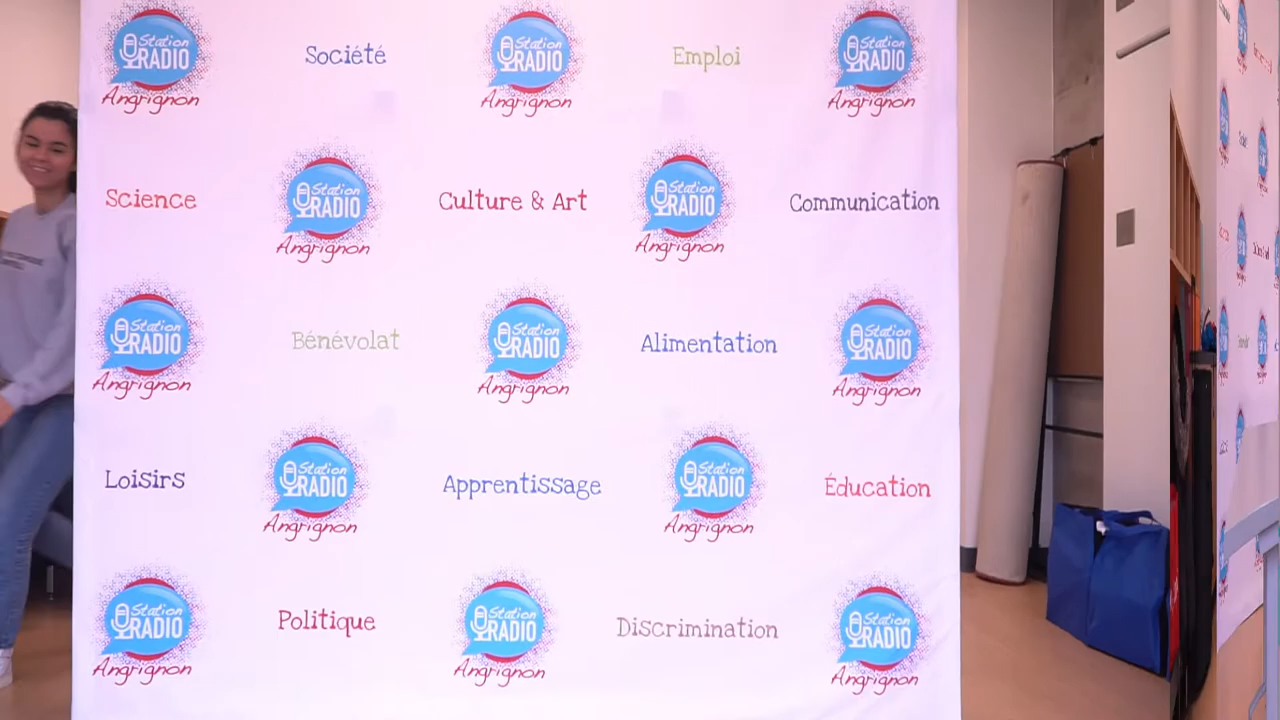 Station
RADIO
Angrignon
Société
Station
RADIO
Angrignon
Emploi
Station
RADIO
Angrignon
Science
Station
RADIO
Angrignon
Culture & Art
Station
RADIO
Angrignon
Communication
Station
RADIO
Angrignon
Bénévolat
Station
RADIO
Angrignon
Alimentation
Station
RADIO
Angrignon
Loisirs
Station
RADIO
Angrignon
Apprentissage
Station
RADIO
Angrignon
Éducation
Station
RADIO
Angrignon
Politique
Station
RADIO
Angrignon
Discrimination
Station
RADIO
Angrignon